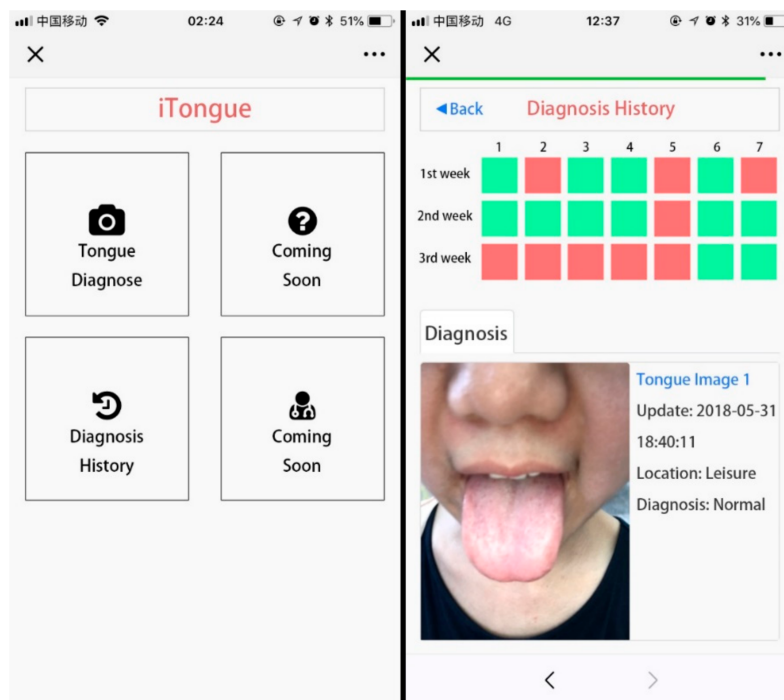 中国移动 02:24 51%
iTongue
Tongue
Diagnose
Coming
Soon
Diagnosis
History
Coming
Soon
中国移动 4G 12:37 31%
◀Back Diagnosis History
1 2 3 4 5 6 7
1st week
2nd week
3rd week
Diagnosis
Tongue Image 1
Update: 2018-05-31
18:40:11
Location: Leisure
Diagnosis: Normal